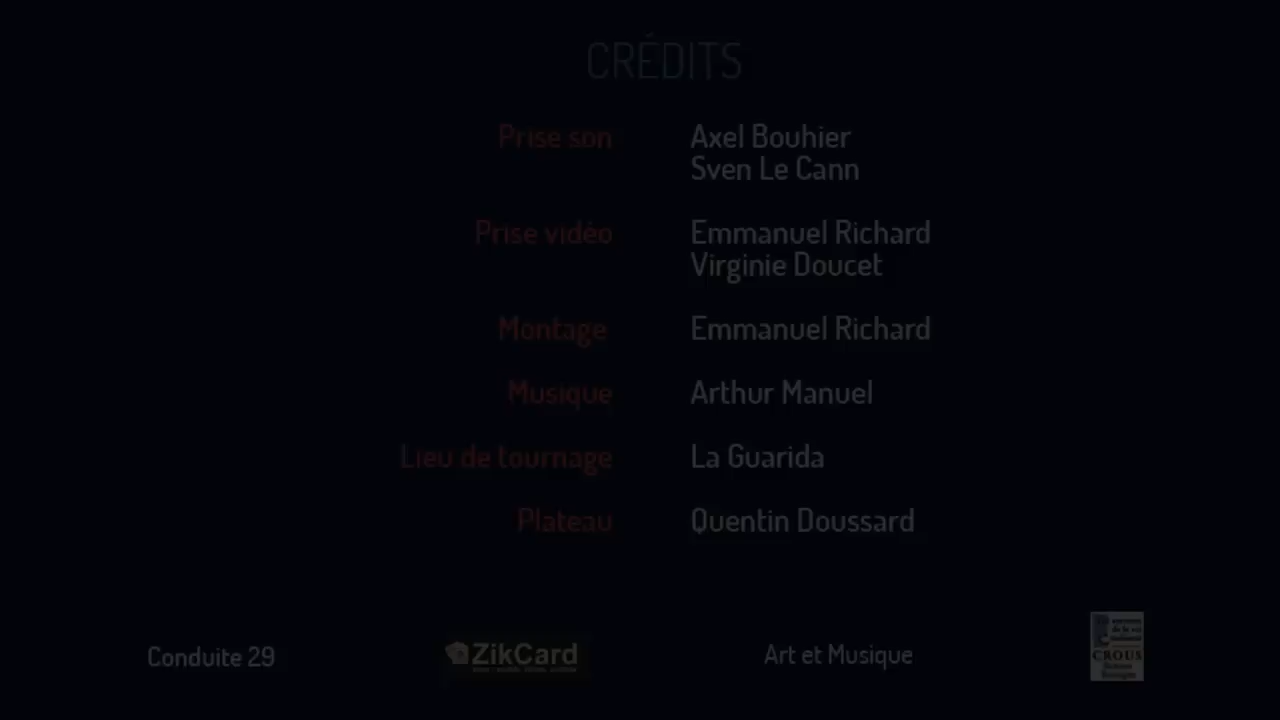 CRÉDITS
Prise son
Axel Bouhier
Sven Le Cann
Prise vidéo
Emmanuel Richard
Virginie Doucet
Montage
Emmanuel Richard
Musique
Arthur Manuel
Lieu de tournage
La Guarida
Plateau
Quentin Doussard
Conduite 29
ZikCard
Art et Musique
CROUS